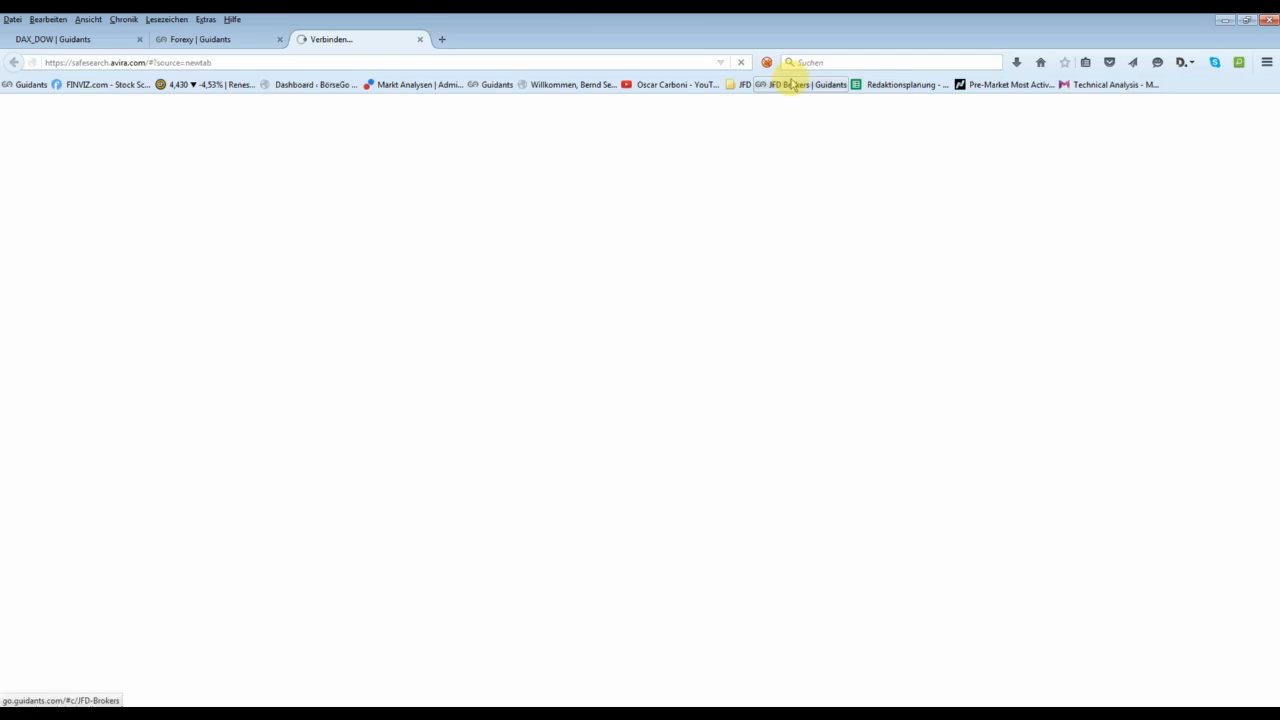 Datei Bearbeiten Ansicht Chronik Lesezeichen Extras Hilfe
DAX_DOW | Guidants Forexy | Guidants Verbinden...
https://safesearch.avira.com/#?source=newtab Suchen
Guidants FINVIZ.com - Stock Sc... 4,430 ▼ -4,53% | Renes... Dashboard ‹ BörseGo ... Markt Analysen | Admi... Guidants Willkommen, Bernd Se... Oscar Carboni - YouT... JFD JFD Brokers | Guidants Redaktionsplanung - ... Pre-Market Most Activ... Technical Analysis - M...
go.guidants.com/#c/JFD-Brokers